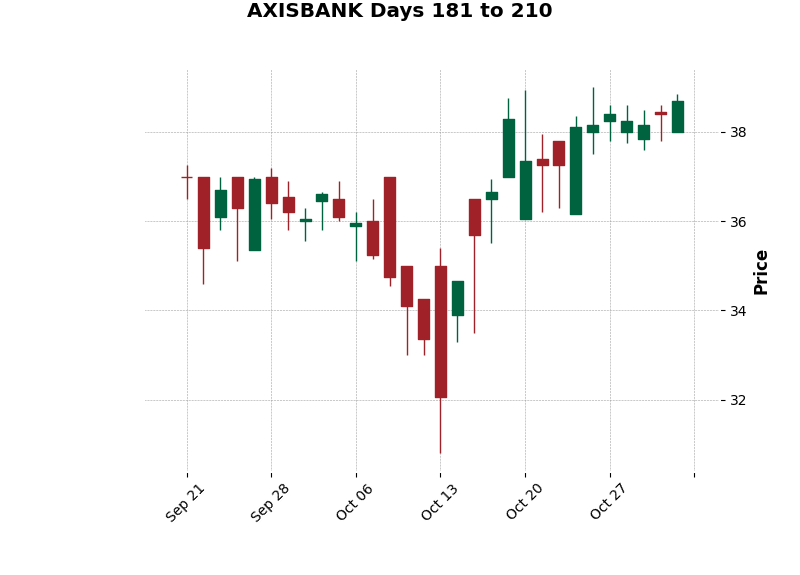 AXISBANK Days 181 to 210
38
36
34
32
Price
Sep 21
Sep 28
Oct 06
Oct 13
Oct 20
Oct 27